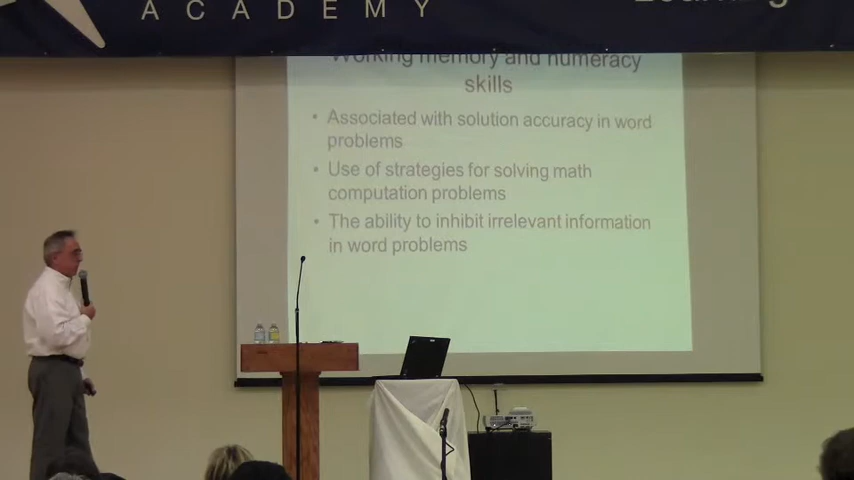 ACADEMY
Learning
Working memory and numeracy
skills
• Associated with solution accuracy in word
problems
• Use of strategies for solving math
computation problems
• The ability to inhibit irrelevant information
in word problems